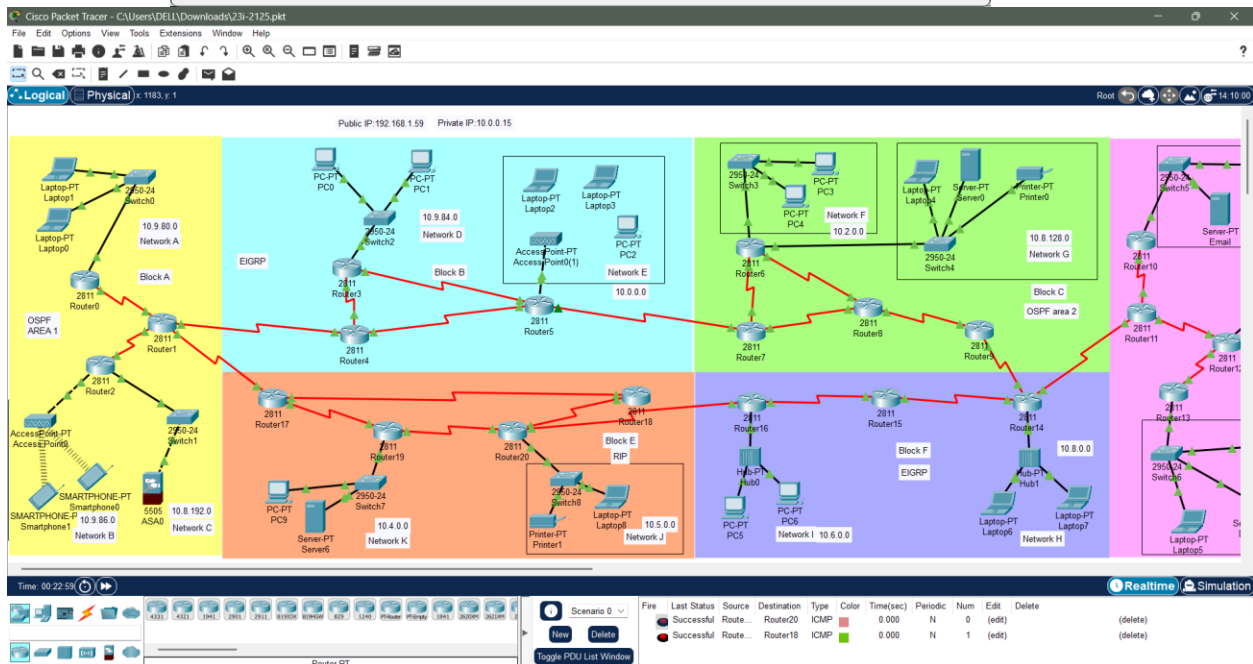 Cisco Packet Tracer - C:\Users\DELL\Downloads\23i-2125.pkt
File Edit Options View Tools Extensions Window Help
?
Logical Physical x: 1183, y: 1
Root 14:10:00
Public IP:192.168.1.59 Private IP:10.0.0.15
Laptop-PT
Laptop1
2950-24
Switch0
Laptop-PT
Laptop0
10.9.80.0
Network A
Block A
2811
Router0
OSPF
AREA 1
2811
Router1
2811
Router2
AccessPoint-PT
Access Point0
2950-24
Switch1
SMARTPHONE-PT
Smartphone0
SMARTPHONE-P
Smartphone1
10.9.86.0
Network B
5505
ASA0
10.8.192.0
Network C
PC-PT
PC0
PC-PT
PC1
2950-24
Switch2
10.9.84.0
Network D
EIGRP
Block B
2811
Router3
2811
Router4
Laptop-PT
Laptop2
Laptop-PT
Laptop3
AccessPoint-PT
Access Point0(1)
PC-PT
PC2
Network E
10.0.0.0
2811
Router5
2950-24
Switch3
PC-PT
PC3
PC-PT
PC4
Network F
10.2.0.0
Laptop-PT
Laptop4
Server-PT
Server0
Printer-PT
Printer0
2950-24
Switch4
10.8.128.0
Network G
2811
Router6
Block C
OSPF area 2
2811
Router7
2811
Router8
2811
Router9
2950-24
Switch5
Server-PT
Email
2811
Router10
2811
Router11
2811
Router12
2811
Router13
2950-24
Switch6
Laptop-PT
Laptop5
2811
Router17
2811
Router18
2811
Router19
2811
Router20
Block E
RIP
2950-24
Switch7
PC-PT
PC9
Server-PT
Server6
10.4.0.0
Network K
2950-24
Switch8
Laptop-PT
Laptop8
Printer-PT
Printer1
10.5.0.0
Network J
2811
Router16
2811
Router15
2811
Router14
Block F
EIGRP
10.8.0.0
Hub-PT
Hub0
Hub-PT
Hub1
PC-PT
PC5
PC-PT
PC6
Network I 10.6.0.0
Laptop-PT
Laptop6
Laptop-PT
Laptop7
Network H
Time: 00:22:59
Realtime Simulation
4331 4321 1941 2901 2911 819IOX 819HGW 829 1240 PT-Router PT-Empty 1841 2620XM 2621XM
Router-PT
Scenario 0
New Delete
Toggle PDU List Window
Fire Last Status Source Destination Type Color Time(sec) Periodic Num Edit Delete
Successful Route... Router20 ICMP 0.000 N 0 (edit) (delete)
Successful Route... Router18 ICMP 0.000 N 1 (edit) (delete)